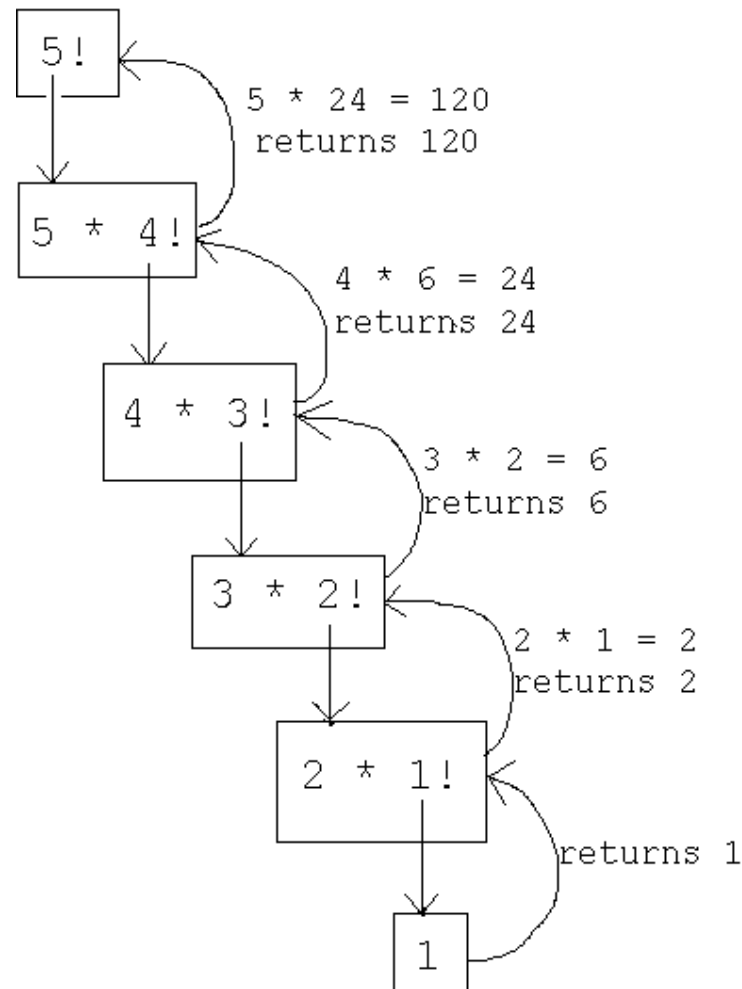 5!
5 * 24 = 120
returns 120
5 * 4!
4 * 6 = 24
returns 24
4 * 3!
3 * 2 = 6
returns 6
3 * 2!
2 * 1 = 2
returns 2
2 * 1!
returns 1
1